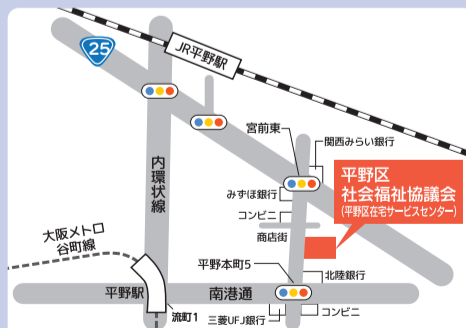 JR平野駅
25
宮前東
関西みらい銀行
内環状線
みずほ銀行
平野区
社会福祉協議会
(平野区在宅サービスセンター)
コンビニ
商店街
大阪メトロ
谷町線
平野本町5
北陸銀行
平野駅
南港通
流町1
三菱UFJ銀行
コンビニ